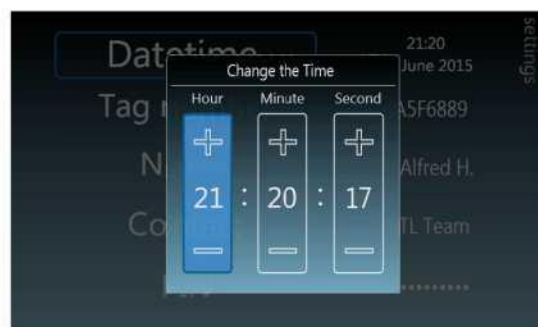 Datetime
21:20
June 2015
settings
Change the Time
Hour Minute Second
21 : 20 : 17
Tag
A5F6889
Alfred H.
TL Team